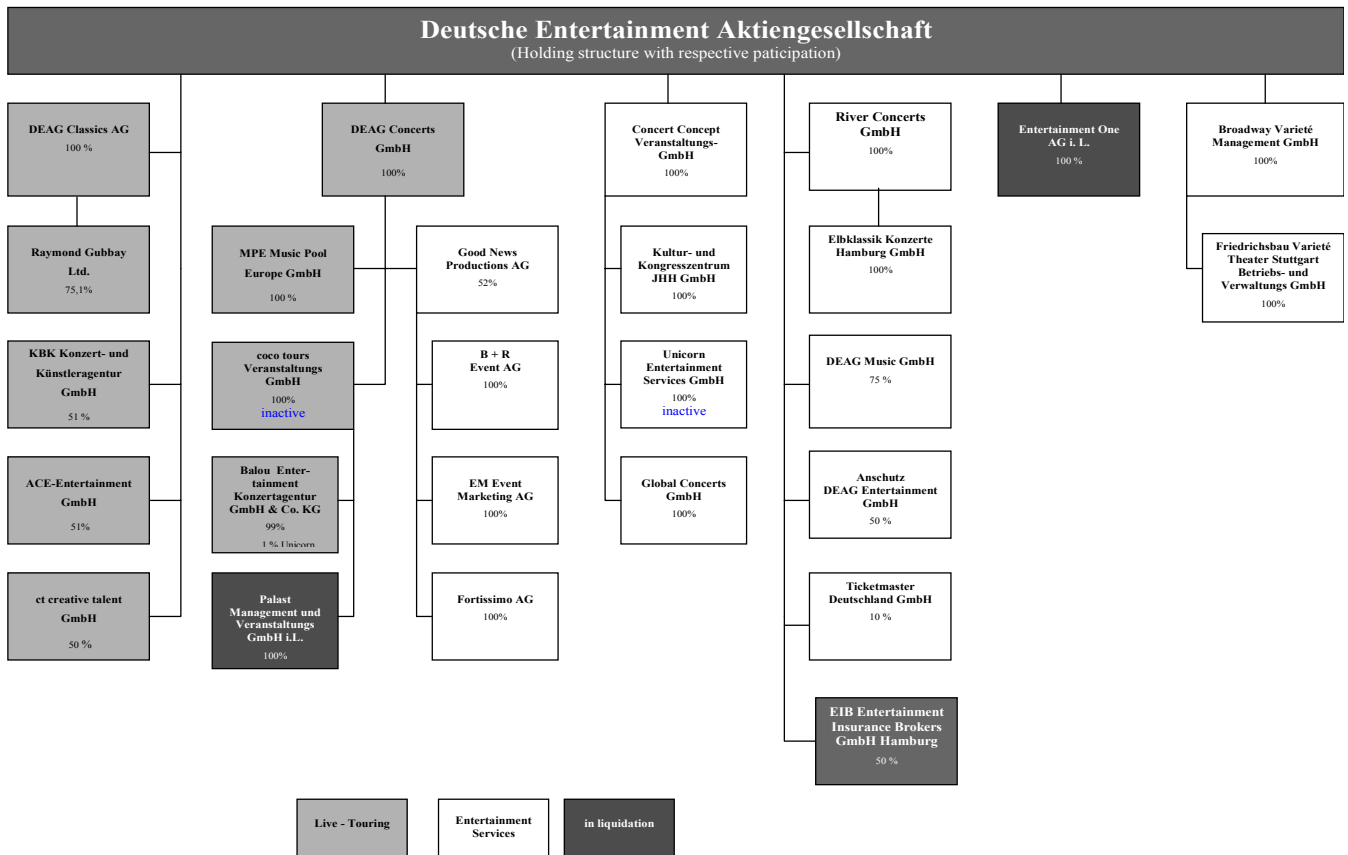 Deutsche Entertainment Aktiengesellschaft
(Holding structure with respective paticipation)
DEAG Classics AG
100 %
DEAG Concerts
GmbH
100%
Concert Concept
Veranstaltungs-
GmbH
100%
River Concerts
GmbH
100%
Entertainment One
AG i. L.
100 %
Broadway Varieté
Management GmbH
100%
Raymond Gubbay
Ltd.
75,1%
MPE Music Pool
Europe GmbH
100 %
Good News
Productions AG
52%
Kultur- und
Kongresszentrum
JHH GmbH
100%
Elbklassik Konzerte
Hamburg GmbH
100%
Friedrichsbau Varieté
Theater Stuttgart
Betriebs- und
Verwaltungs GmbH
100%
KBK Konzert- und
Künstleragentur
GmbH
51 %
coco tours
Veranstaltungs
GmbH
100%
inactive
B + R
Event AG
100%
Unicorn
Entertainment
Services GmbH
100%
inactive
DEAG Music GmbH
75 %
ACE-Entertainment
GmbH
51%
Balou Enter-
tainment
Konzertagentur
GmbH & Co. KG
99%
1 % Unicorn
EM Event
Marketing AG
100%
Global Concerts
GmbH
100%
Anschutz
DEAG Entertainment
GmbH
50 %
ct creative talent
GmbH
50 %
Palast
Management und
Veranstaltungs
GmbH i.L.
100%
Fortissimo AG
100%
Ticketmaster
Deutschland GmbH
10 %
EIB Entertainment
Insurance Brokers
GmbH Hamburg
50 %
Live - Touring
Entertainment
Services
in liquidation